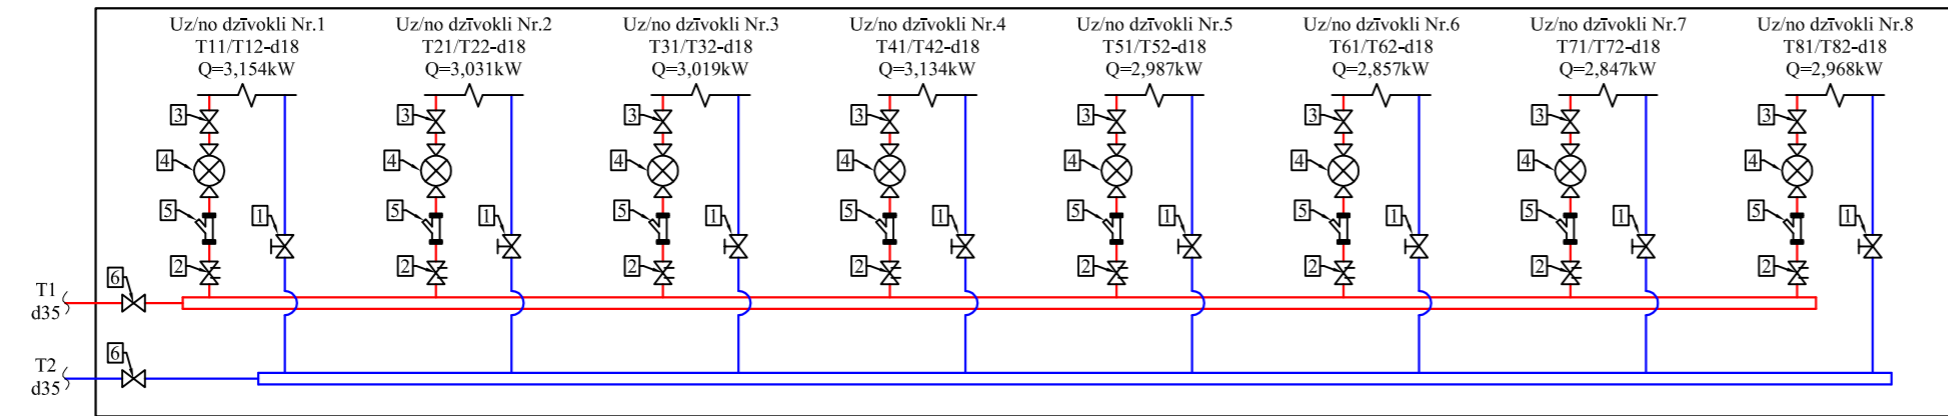 Uz/no dzīvokli Nr.1
T11/T12-d18
Q=3,154kW
Uz/no dzīvokli Nr.2
T21/T22-d18
Q=3,031kW
Uz/no dzīvokli Nr.3
T31/T32-d18
Q=3,019kW
Uz/no dzīvokli Nr.4
T41/T42-d18
Q=3,134kW
Uz/no dzīvokli Nr.5
T51/T52-d18
Q=2,987kW
Uz/no dzīvokli Nr.6
T61/T62-d18
Q=2,857kW
Uz/no dzīvokli Nr.7
T71/T72-d18
Q=2,847kW
Uz/no dzīvokli Nr.8
T81/T82-d18
Q=2,968kW
3
4
5
1
2
3
4
5
1
2
3
4
5
1
2
3
4
5
1
2
3
4
5
1
2
3
4
5
1
2
3
4
5
1
2
3
4
5
1
2
6
T1
d35
6
T2
d35